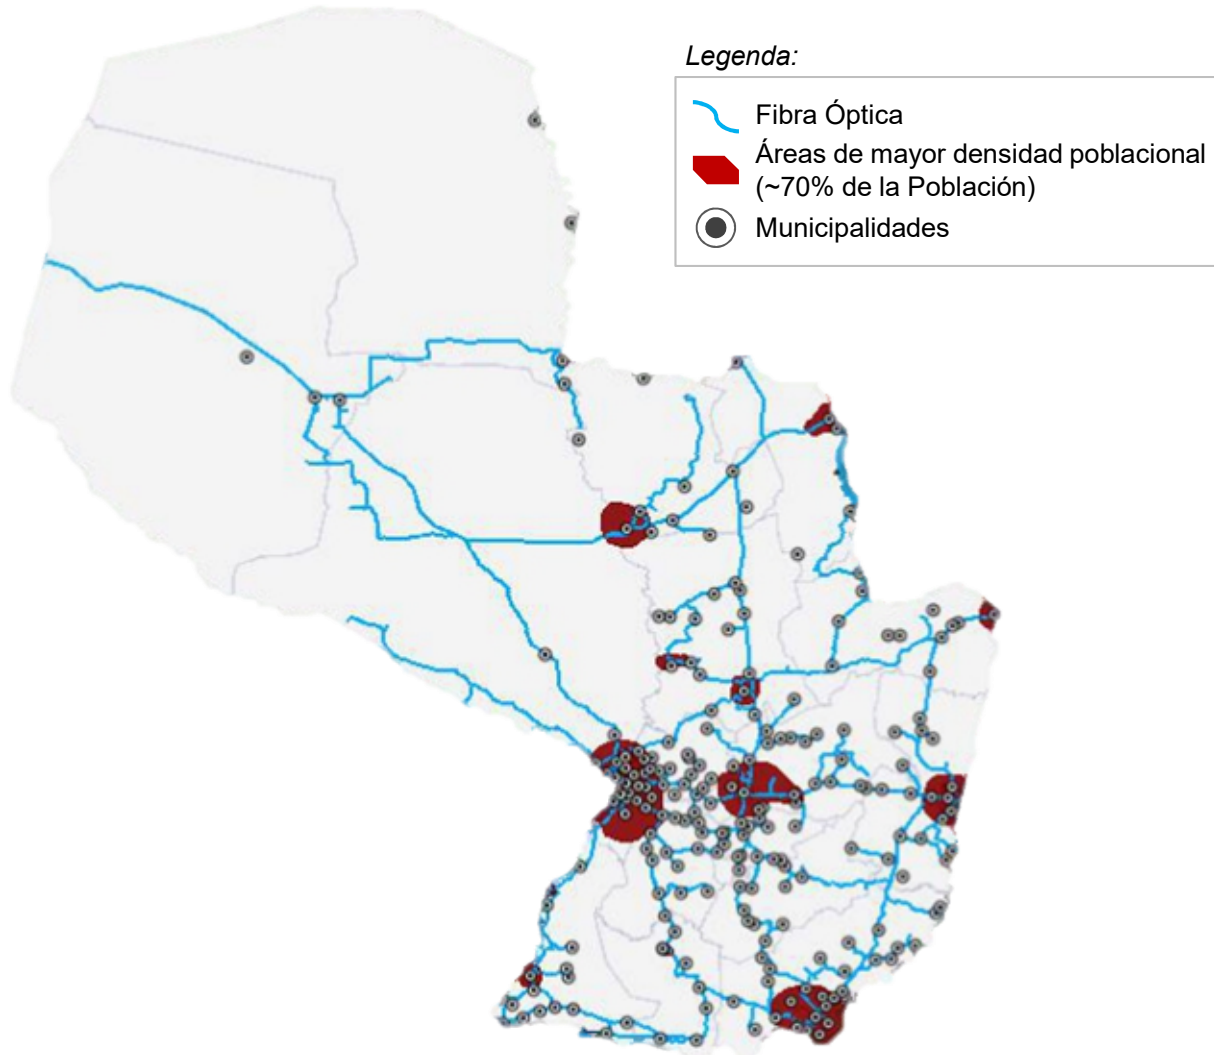 Legenda:
Fibra Óptica
Áreas de mayor densidad poblacional
(~70% de la Población)
Municipalidades